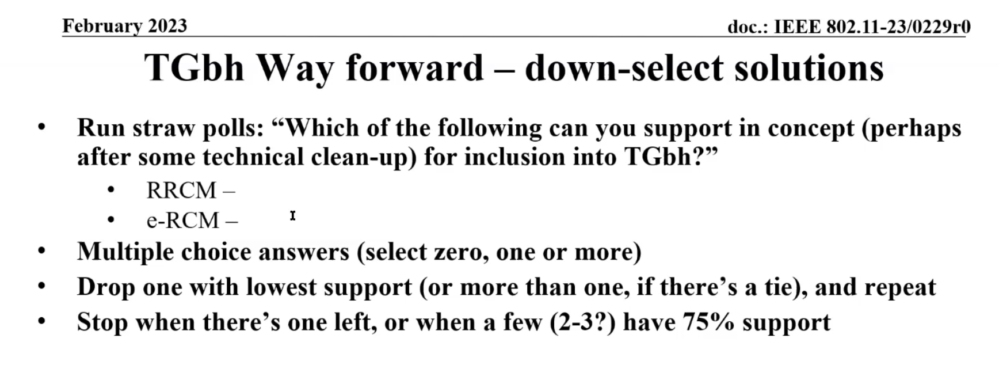 February 2023
doc.: IEEE 802.11-23/0229r0
TGbh Way forward – down-select solutions
• Run straw polls: “Which of the following can you support in concept (perhaps
after some technical clean-up) for inclusion into TGbh?”
• RRCM –
• e-RCM –
• Multiple choice answers (select zero, one or more)
• Drop one with lowest support (or more than one, if there’s a tie), and repeat
• Stop when there’s one left, or when a few (2-3?) have 75% support